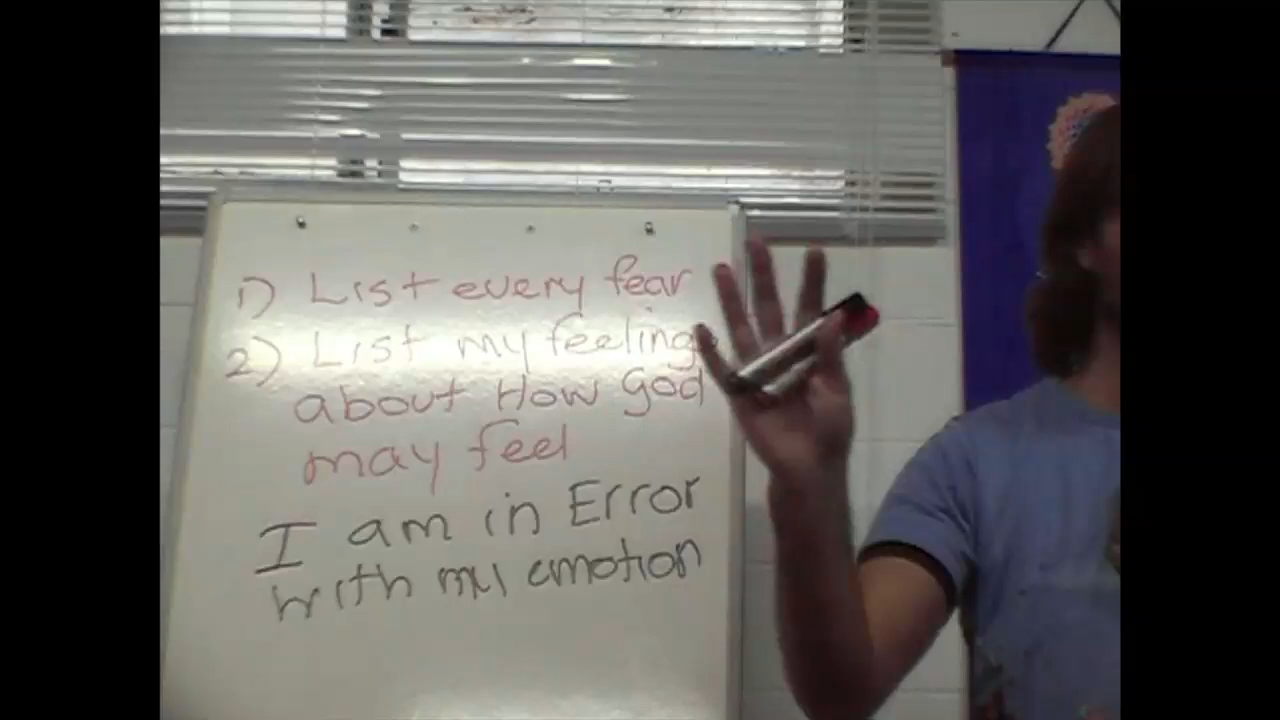 1) List every fear
2) List my feelings
about How god
may feel
I am in Error
with my emotion